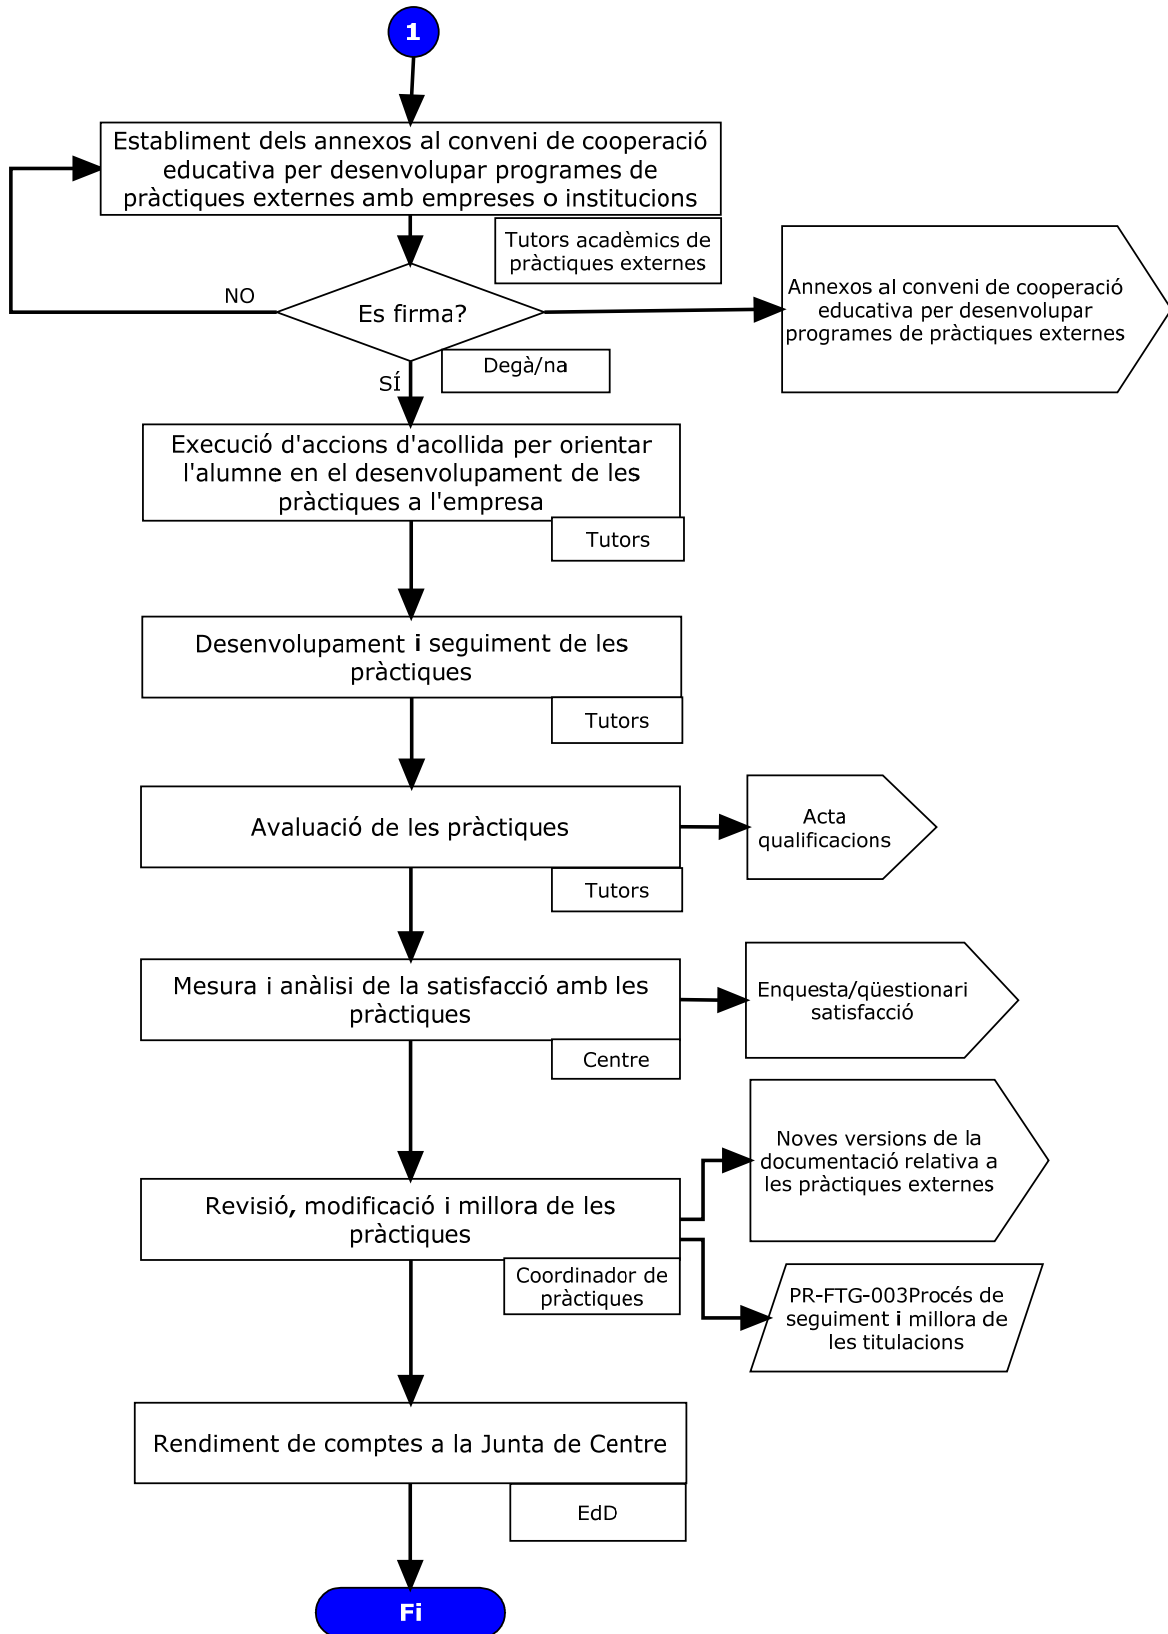 1
Establiment dels annexos al conveni de cooperació
educativa per desenvolupar programes de
pràctiques externes amb empreses o institucions
Tutors acadèmics de
pràctiques externes
NO
Es firma?
Annexos al conveni de cooperació
educativa per desenvolupar
programes de pràctiques externes
Degà/na
SÍ
Execució d'accions d'acollida per orientar
l'alumne en el desenvolupament de les
pràctiques a l'empresa
Tutors
Desenvolupament i seguiment de les
pràctiques
Tutors
Avaluació de les pràctiques
Acta
qualificacions
Tutors
Mesura i anàlisi de la satisfacció amb les
pràctiques
Enquesta/qüestionari
satisfacció
Centre
Noves versions de la
documentació relativa a
les pràctiques externes
Revisió, modificació i millora de les
pràctiques
Coordinador de
pràctiques
PR-FTG-003Procés de
seguiment i millora de
les titulacions
Rendiment de comptes a la Junta de Centre
EdD
Fi